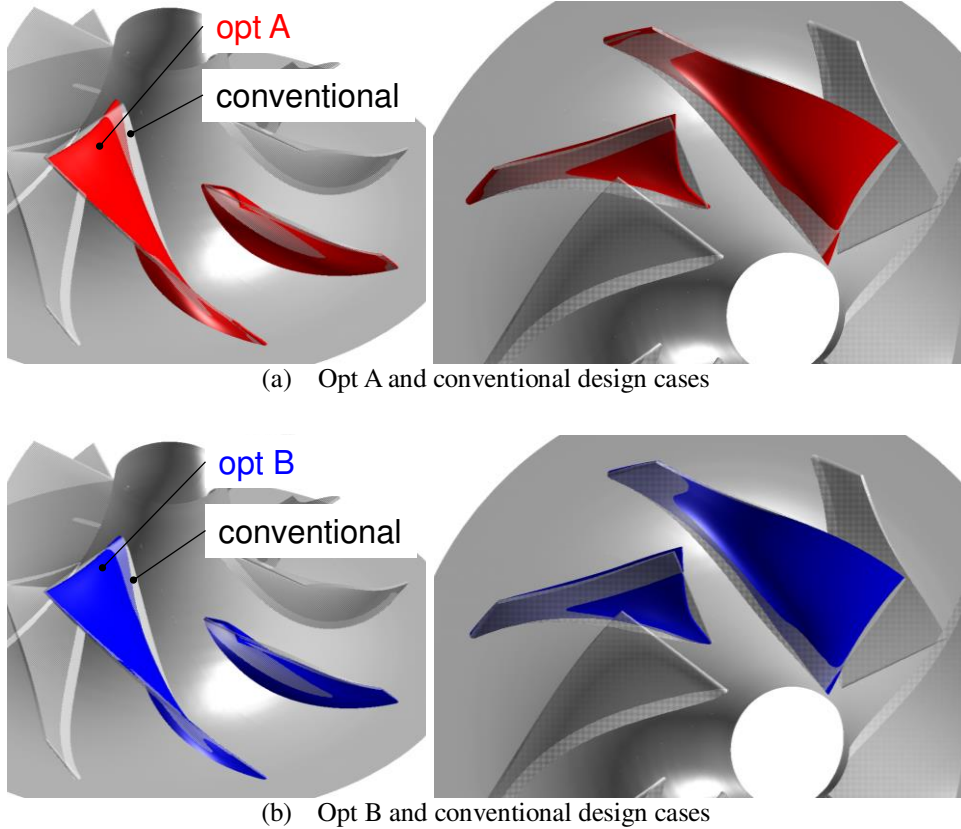 opt A
conventional
(a) Opt A and conventional design cases
opt B
conventional
(b) Opt B and conventional design cases